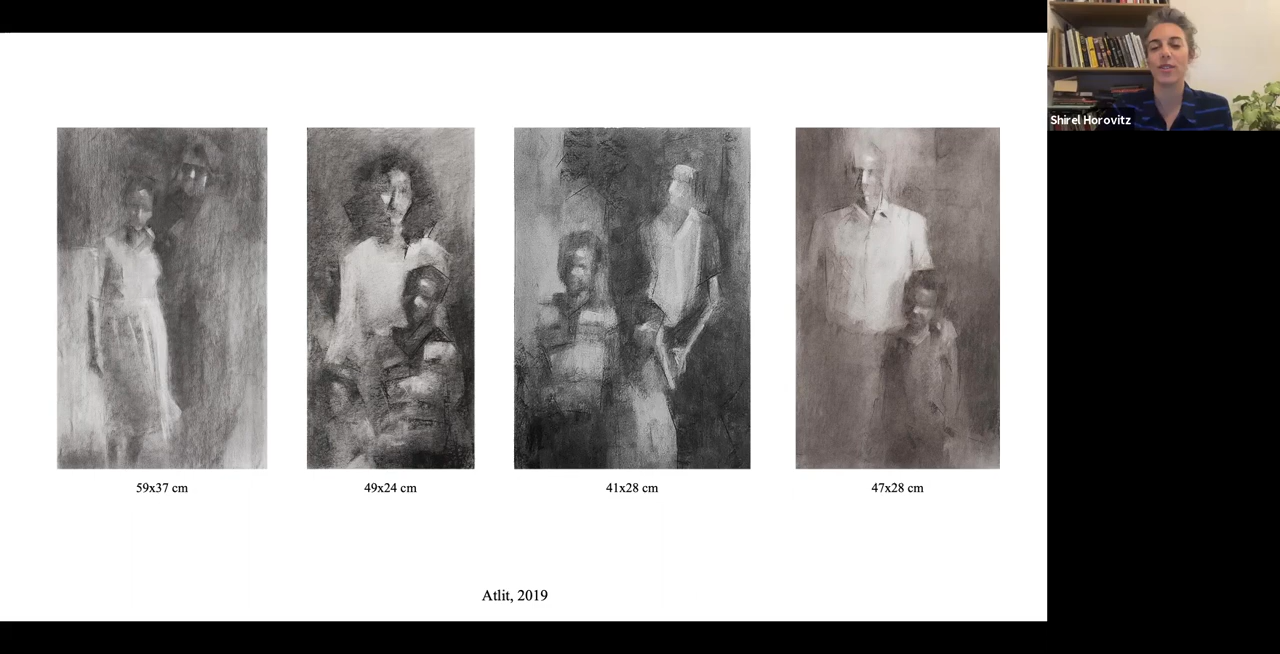 Shirel Horovitz
59x37 cm
49x24 cm
41x28 cm
47x28 cm
Atlit, 2019